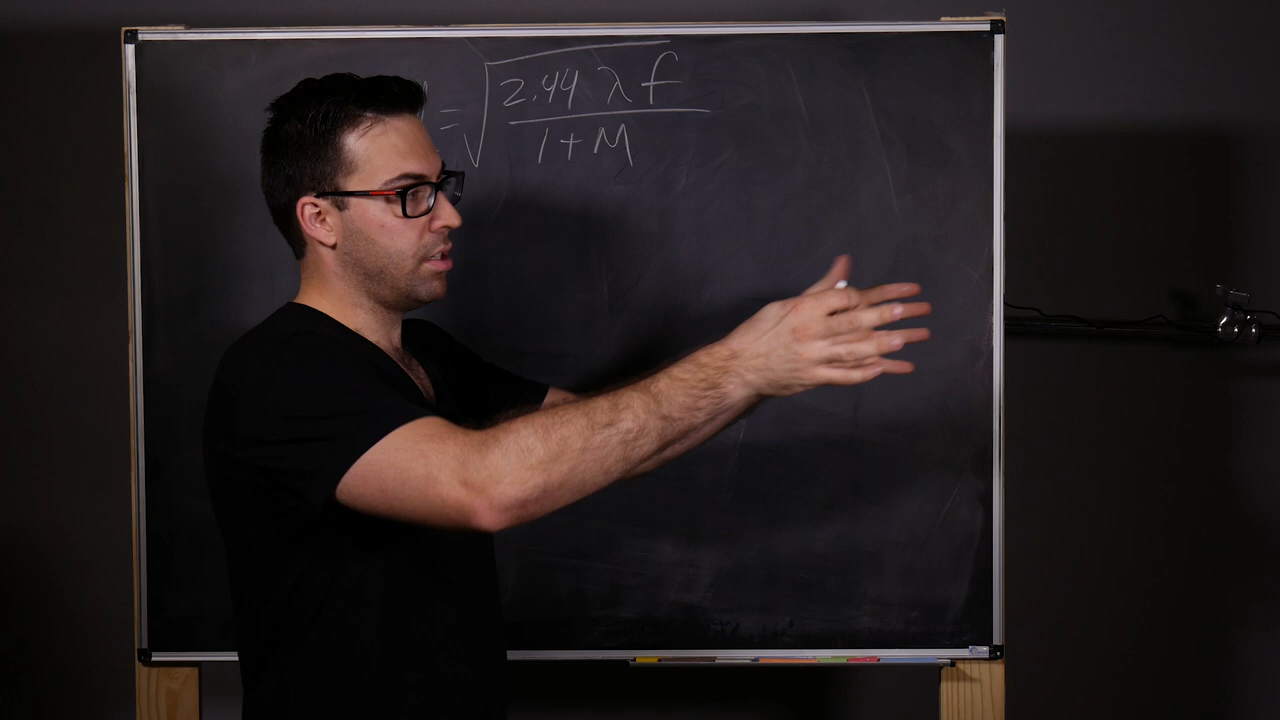 = √(2.44 λ f / 1 + M)